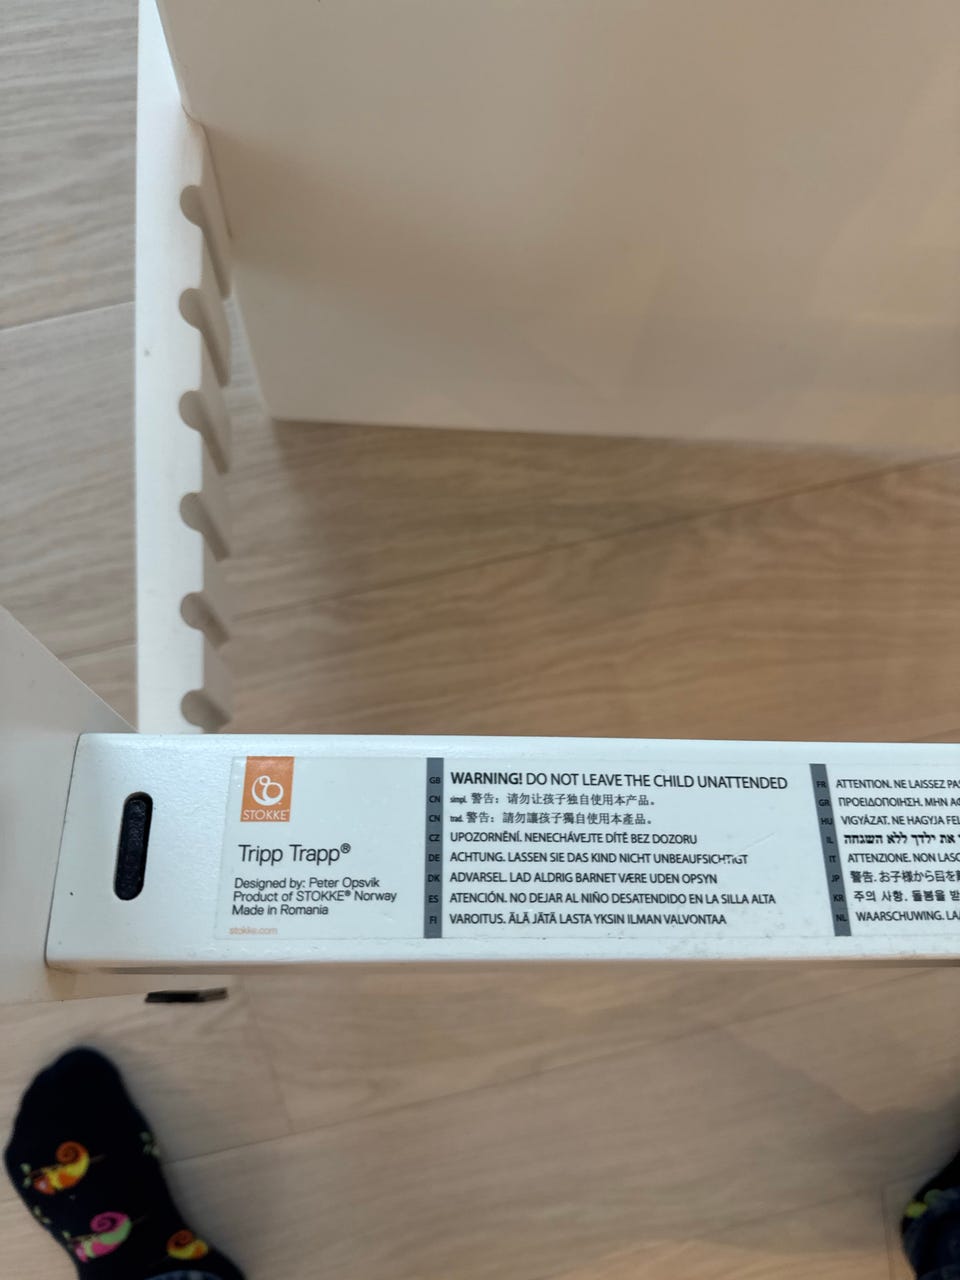 STOKKE
Tripp Trapp®
Designed by: Peter Opsvik
Product of STOKKE® Norway
Made in Romania
stokke.com
GB WARNING! DO NOT LEAVE THE CHILD UNATTENDED
CN simpl. 警告：请勿让孩子独自使用本产品。
CN trad. 警告：請勿讓孩子獨自使用本產品。
CZ UPOZORNĚNÍ. NENECHÁVEJTE DÍTĚ BEZ DOZORU
DE ACHTUNG. LASSEN SIE DAS KIND NICHT UNBEAUFSICHTIGT
DK ADVARSEL. LAD ALDRIG BARNET VÆRE UDEN OPSYN
ES ATENCIÓN. NO DEJAR AL NIÑO DESATENDIDO EN LA SILLA ALTA
FI VAROITUS. ÄLÄ JÄTÄ LASTA YKSIN ILMAN VALVONTAA
FR ATTENTION. NE LAISSEZ PAS
GR ΠΡΟΕΙΔΟΠΟΙΗΣΗ. ΜΗΝ ΑΦ
HU VIGYÁZAT. NE HAGYJA FEL
IL את ילדך ללא השגחה
IT ATTENZIONE. NON LASC
JP 警告. お子様から目を
KR 주의 사항. 돌봄을 받
NL WAARSCHUWING. LA